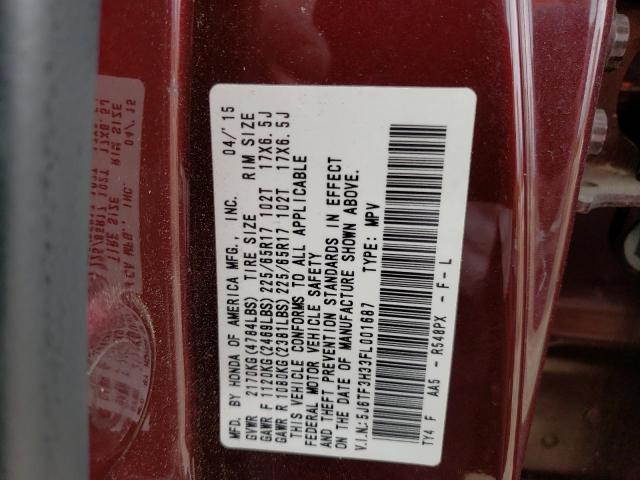 MFD. BY HONDA OF AMERICA MFG., INC. 04/'15
GVWR 2170KG(4784LBS) TIRE SIZE RIM SIZE
GAWR F 1120KG(2469LBS) 225/65R17 102T 17X6.5J
GAWR R 1080KG(2381LBS) 225/65R17 102T 17X6.5J
THIS VEHICLE CONFORMS TO ALL APPLICABLE
FEDERAL MOTOR VEHICLE SAFETY
AND THEFT PREVENTION STANDARDS IN EFFECT
ON THE DATE OF MANUFACTURE SHOWN ABOVE.
V.I.N.:5J8TF3H33FL001687 TYPE: MPV
TY4 F AA5 - R548PX - F - L